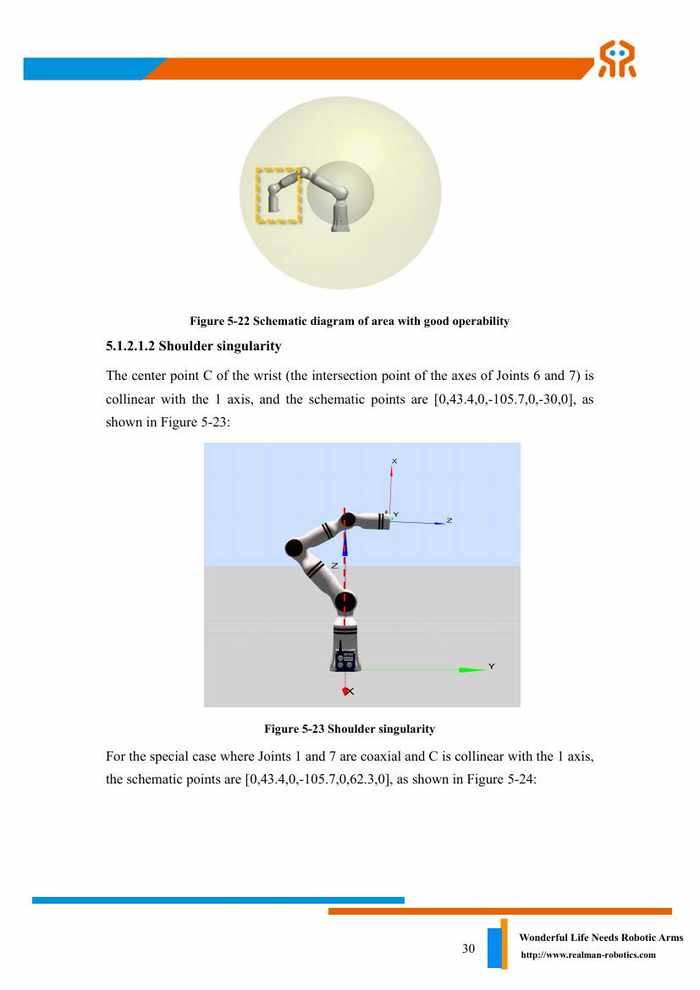 Figure 5-22 Schematic diagram of area with good operability
5.1.2.1.2 Shoulder singularity
The center point C of the wrist (the intersection point of the axes of Joints 6 and 7) is
collinear with the 1 axis, and the schematic points are [0,43.4,0,-105.7,0,-30,0], as
shown in Figure 5-23:
X
Y
Z
Z
Y
X
Figure 5-23 Shoulder singularity
For the special case where Joints 1 and 7 are coaxial and C is collinear with the 1 axis,
the schematic points are [0,43.4,0,-105.7,0,62.3,0], as shown in Figure 5-24:
30
Wonderful Life Needs Robotic Arms
http://www.realman-robotics.com